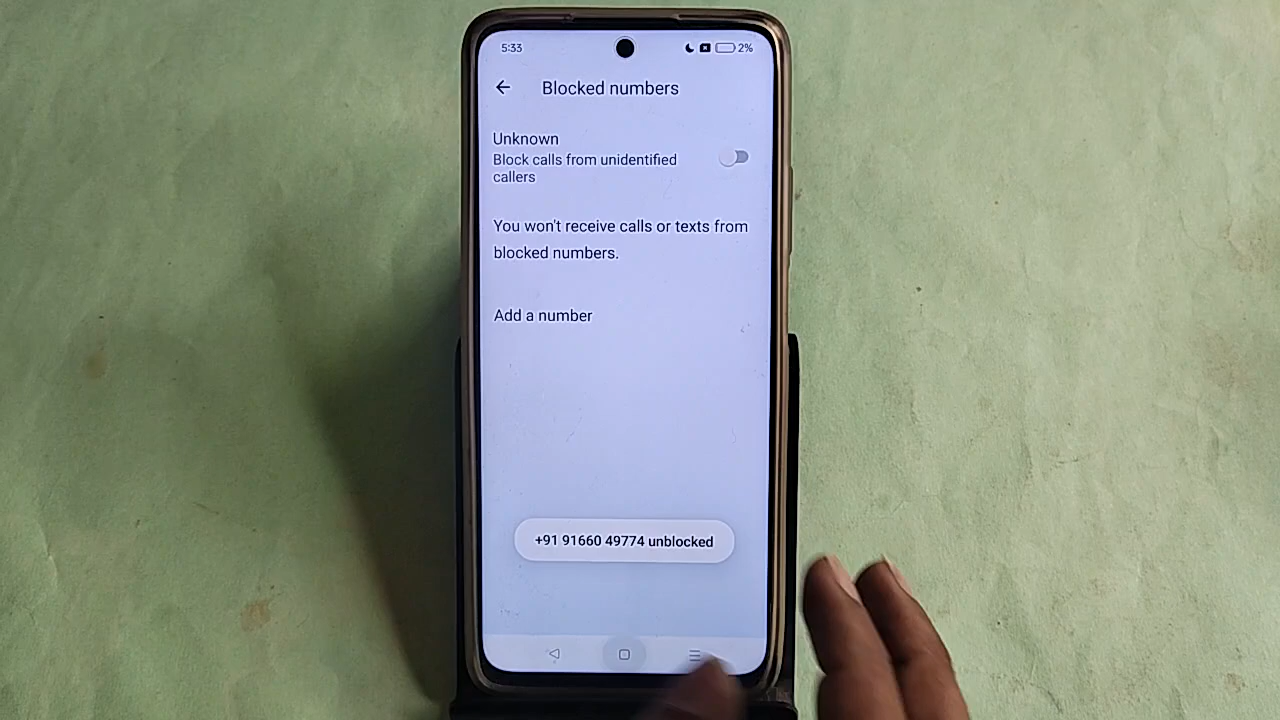 5:33
2%
Blocked numbers
Unknown
Block calls from unidentified
callers
You won't receive calls or texts from
blocked numbers.
Add a number
+91 91660 49774 unblocked